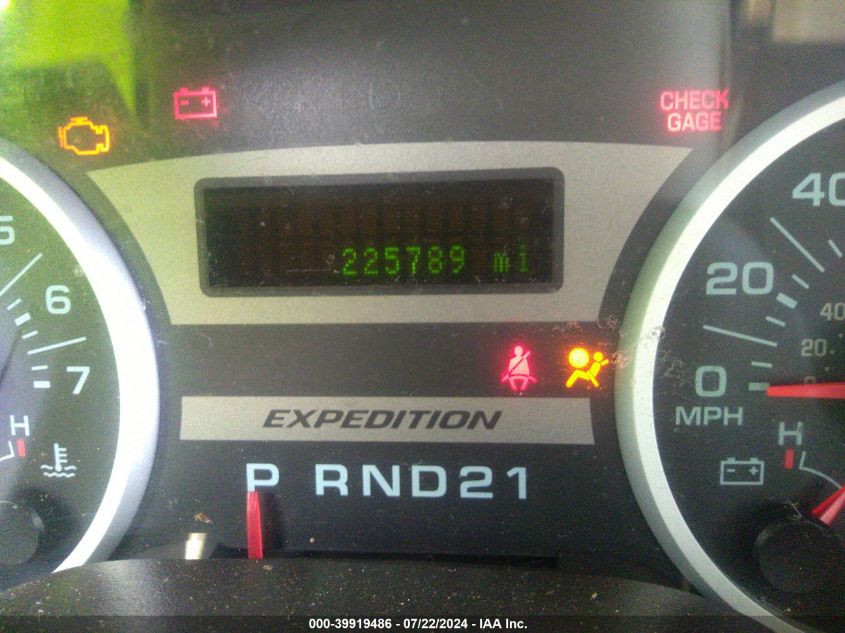 CHECK
GAGE
225789 mi
5
6
7
H
40
20
0
40
20
0
MPH
H
EXPEDITION
P RND21
000-39919486 - 07/22/2024 - IAA Inc.